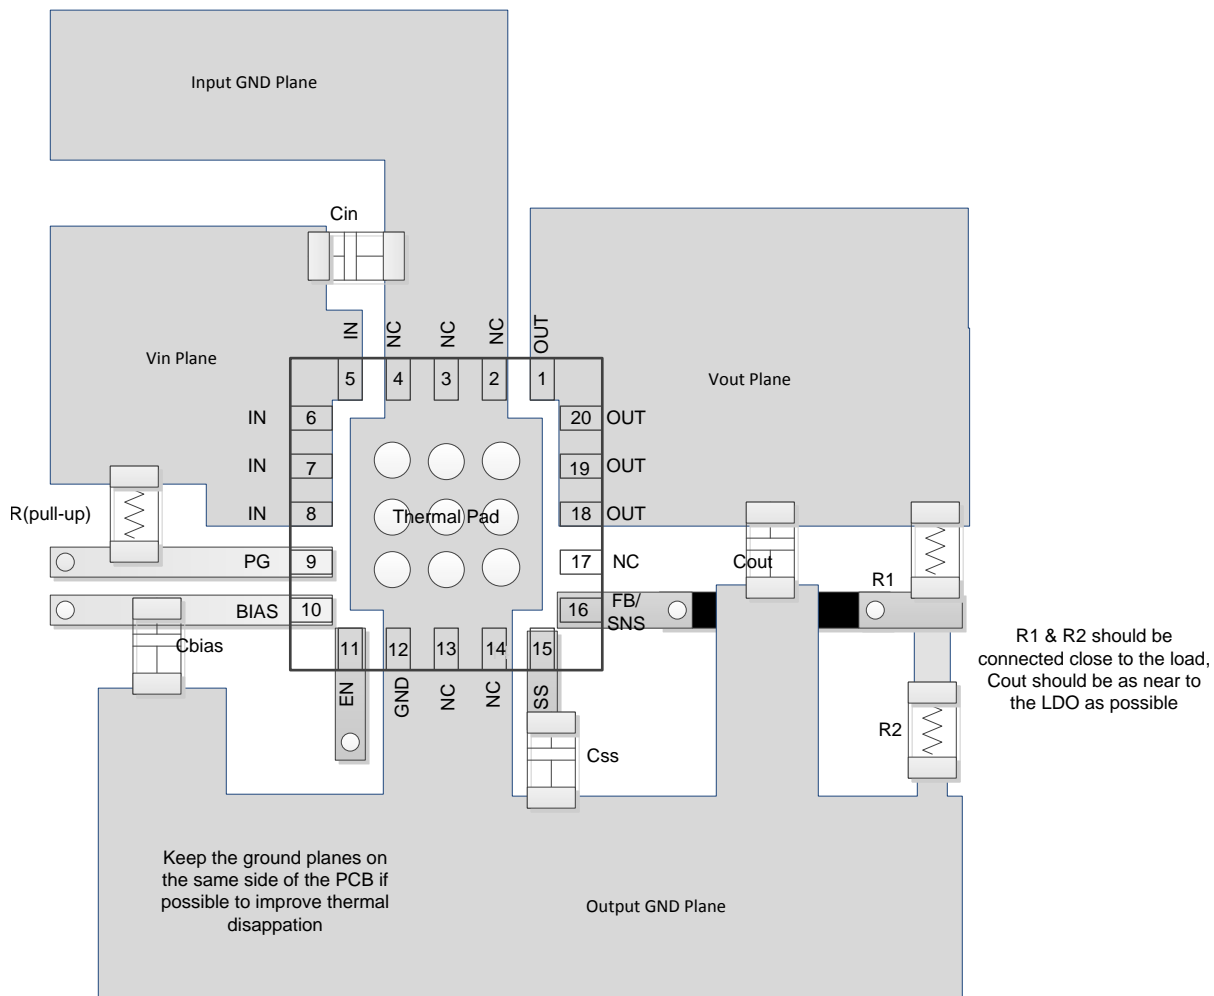 Input GND Plane
Cin
Vin Plane
Vout Plane
IN
NC
NC
NC
OUT
5
4
3
2
1
IN
6
20
OUT
IN
7
19
OUT
R(pull-up)
IN
8
Thermal Pad
18
OUT
PG
9
17
NC
Cout
R1
BIAS
10
16
FB/
SNS
Cbias
11
12
13
14
15
EN
GND
NC
NC
SS
Css
R2
R1 & R2 should be
connected close to the load,
Cout should be as near to
the LDO as possible
Keep the ground planes on
the same side of the PCB if
possible to improve thermal
disappation
Output GND Plane